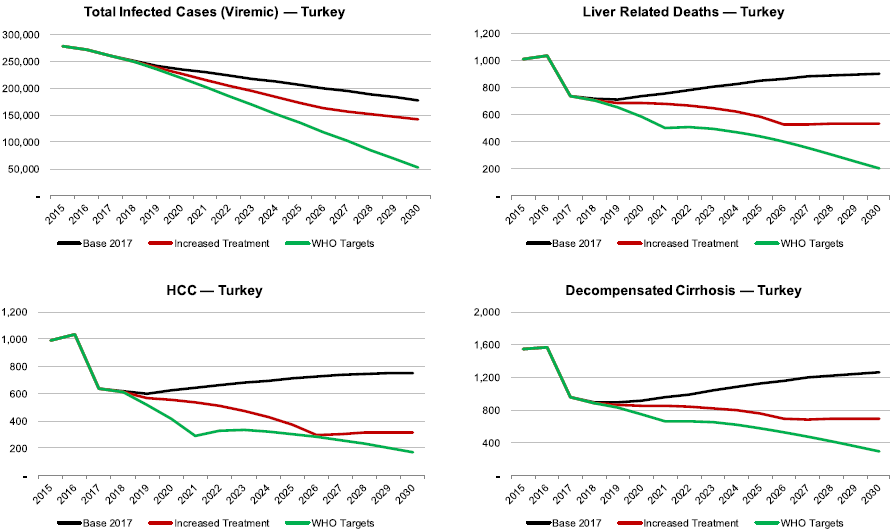 Total Infected Cases (Viremic) — Turkey
300,000
250,000
200,000
150,000
100,000
50,000
-
2015 2016 2017 2018 2019 2020 2021 2022 2023 2024 2025 2026 2027 2028 2029 2030
Base 2017 Increased Treatment WHO Targets
Liver Related Deaths — Turkey
1,200
1,000
800
600
400
200
-
2015 2016 2017 2018 2019 2020 2021 2022 2023 2024 2025 2026 2027 2028 2029 2030
Base 2017 Increased Treatment WHO Targets
HCC — Turkey
1,200
1,000
800
600
400
200
-
2015 2016 2017 2018 2019 2020 2021 2022 2023 2024 2025 2026 2027 2028 2029 2030
Base 2017 Increased Treatment WHO Targets
Decompensated Cirrhosis — Turkey
2,000
1,600
1,200
800
400
-
2015 2016 2017 2018 2019 2020 2021 2022 2023 2024 2025 2026 2027 2028 2029 2030
Base 2017 Increased Treatment WHO Targets